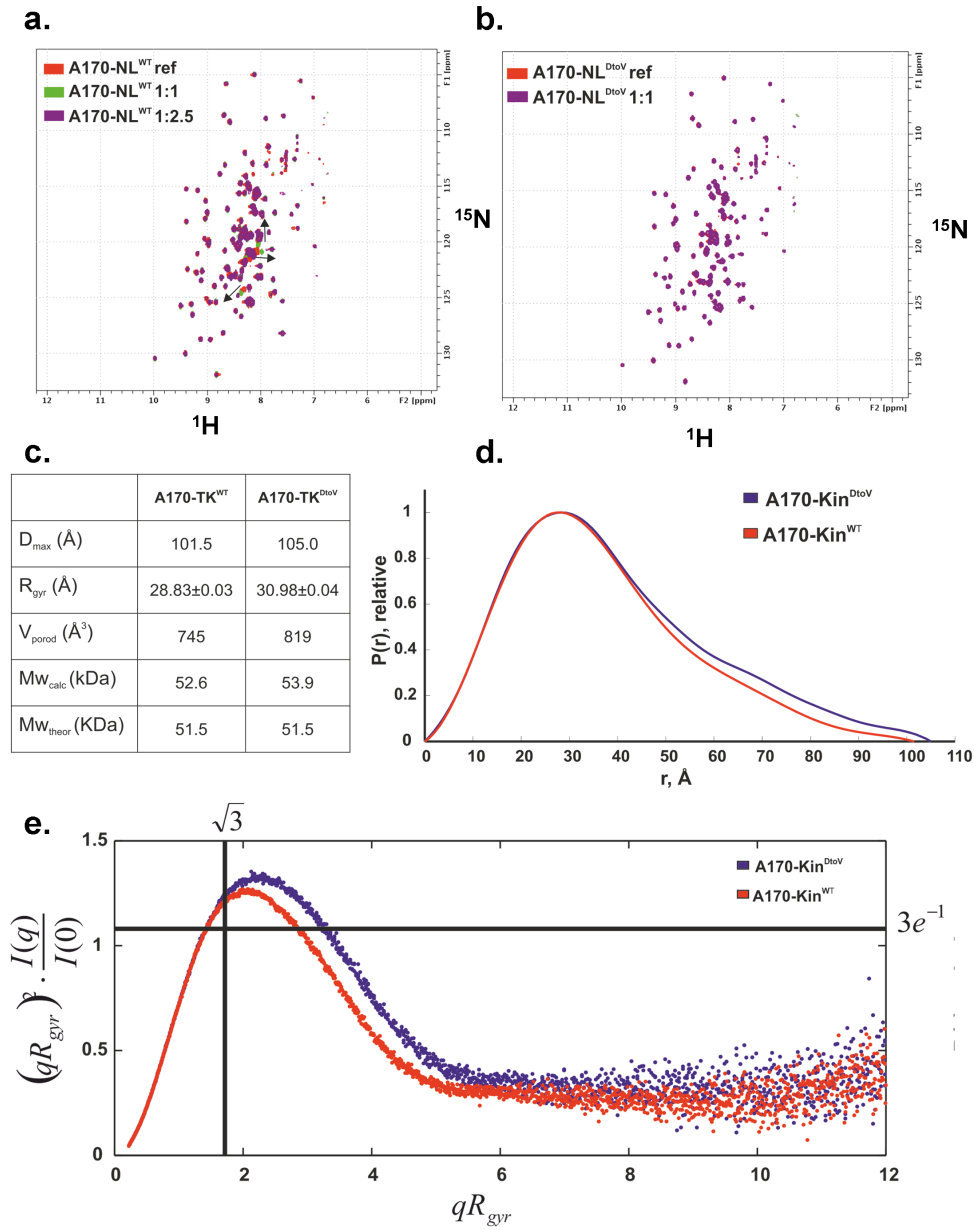 a.
A170-NL^WT ref
A170-NL^WT 1:1
A170-NL^WT 1:2.5
F1 [ppm]
110
115
120
125
130
12 11 10 9 8 7 6 F2 [ppm]
15N
1H
b.
A170-NL^DtoV ref
A170-NL^DtoV 1:1
F1 [ppm]
110
115
120
125
130
12 11 10 9 8 7 6 F2 [ppm]
15N
1H
c.
A170-TK^WT A170-TK^DtoV
D_max (Å) 101.5 105.0
R_gyr (Å) 28.83±0.03 30.98±0.04
V_porod (Å³) 745 819
Mw_calc (kDa) 52.6 53.9
Mw_theor (KDa) 51.5 51.5
d.
A170-Kin^DtoV
A170-Kin^WT
P(r), relative
1
0.8
0.6
0.4
0.2
0
0 10 20 30 40 50 60 70 80 90 100 110
r, Å
e.
√3
A170-Kin^DtoV
A170-Kin^WT
3e⁻¹
(qR_gyr)² · I(q)/I(0)
1.5
1
0.5
0
0 2 4 6 8 10 12
qR_gyr